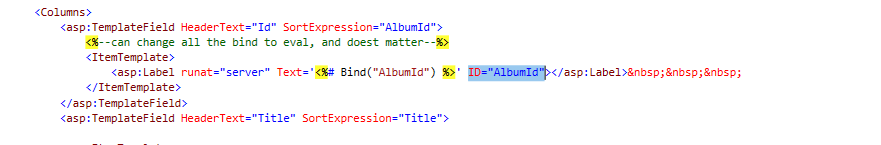 <Columns>
<asp:TemplateField HeaderText="Id" SortExpression="AlbumId">
<%--can change all the bind to eval, and doest matter--%>
<ItemTemplate>
<asp:Label runat="server" Text='<%# Bind("AlbumId") %>' ID="AlbumId"></asp:Label>&nbsp;&nbsp;&nbsp;
</ItemTemplate>
</asp:TemplateField>
<asp:TemplateField HeaderText="Title" SortExpression="Title">